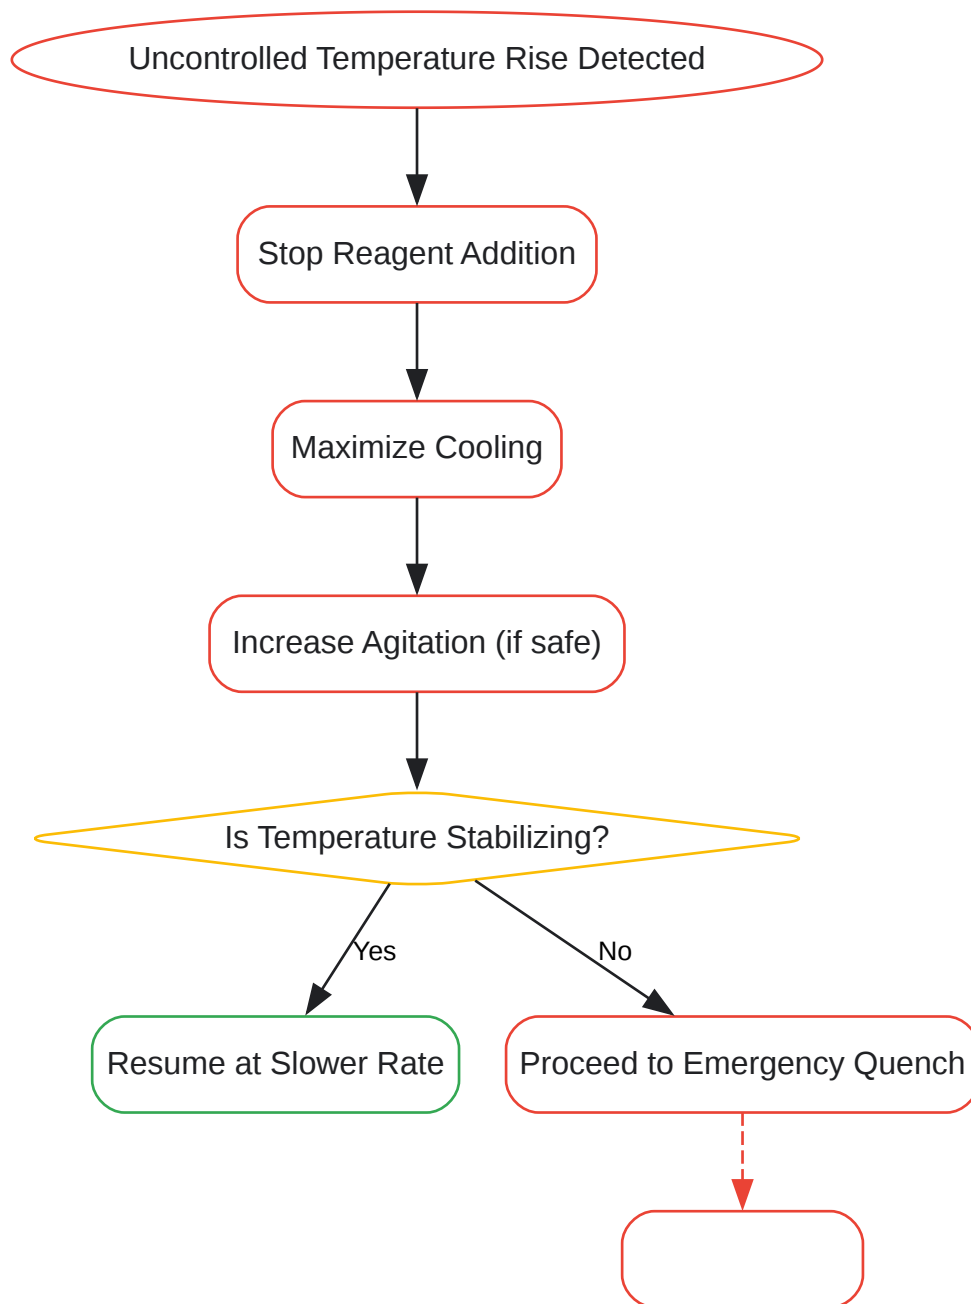 Uncontrolled Temperature Rise Detected
Stop Reagent Addition
Maximize Cooling
Increase Agitation (if safe)
Is Temperature Stabilizing?
Yes
No
Resume at Slower Rate
Proceed to Emergency Quench